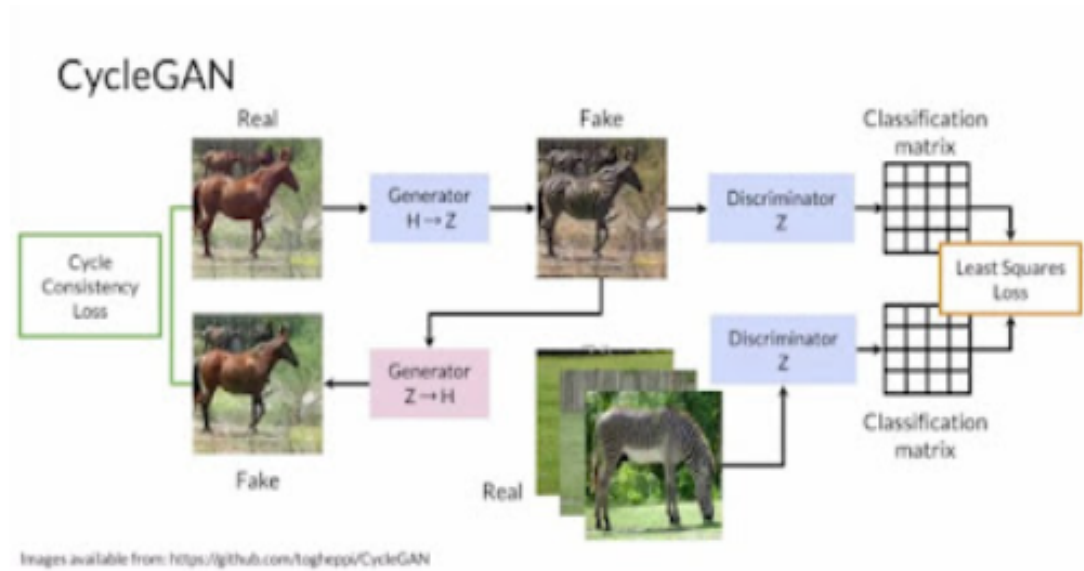 CycleGAN
Real
Fake
Classification
matrix
Generator
H→Z
Discriminator
Z
Cycle
Consistency
Loss
Least Squares
Loss
Generator
Z→H
Discriminator
Z
Real
Fake
Classification
matrix
Images available from: https://github.com/togheppi/CycleGAN